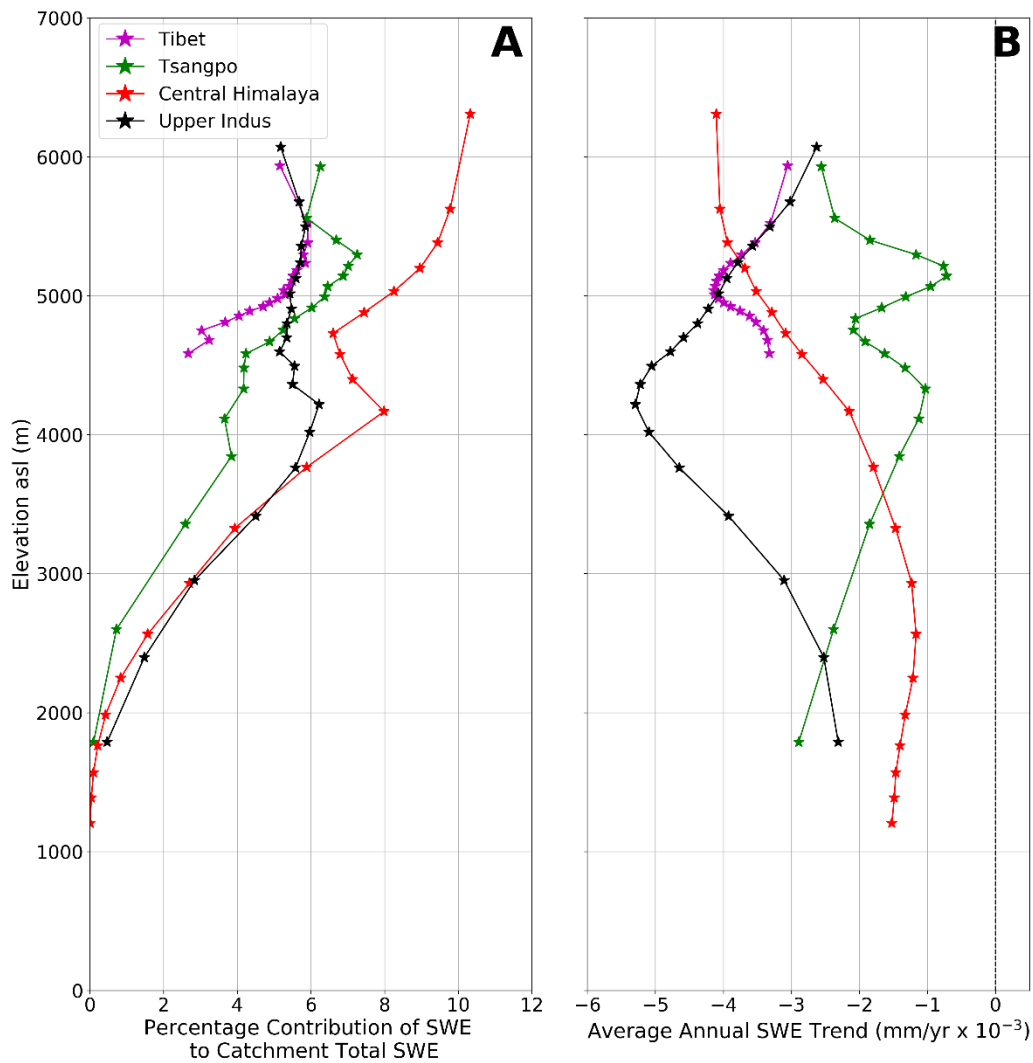 7000
6000
5000
4000
3000
2000
1000
0
Elevation asl (m)
Tibet
Tsangpo
Central Himalaya
Upper Indus
A
0 2 4 6 8 10 12
Percentage Contribution of SWE
to Catchment Total SWE
B
−6 −5 −4 −3 −2 −1 0
Average Annual SWE Trend (mm/yr x 10⁻³)